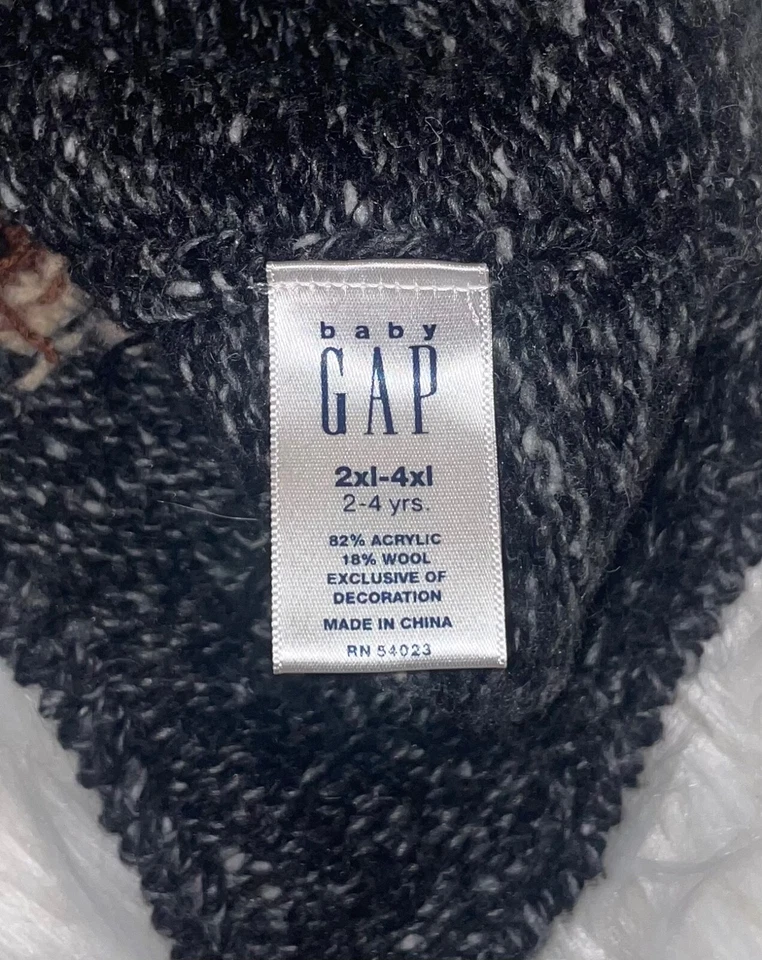 baby
GAP
2xl-4xl
2-4 yrs.
82% ACRYLIC
18% WOOL
EXCLUSIVE OF
DECORATION
MADE IN CHINA
RN 54023